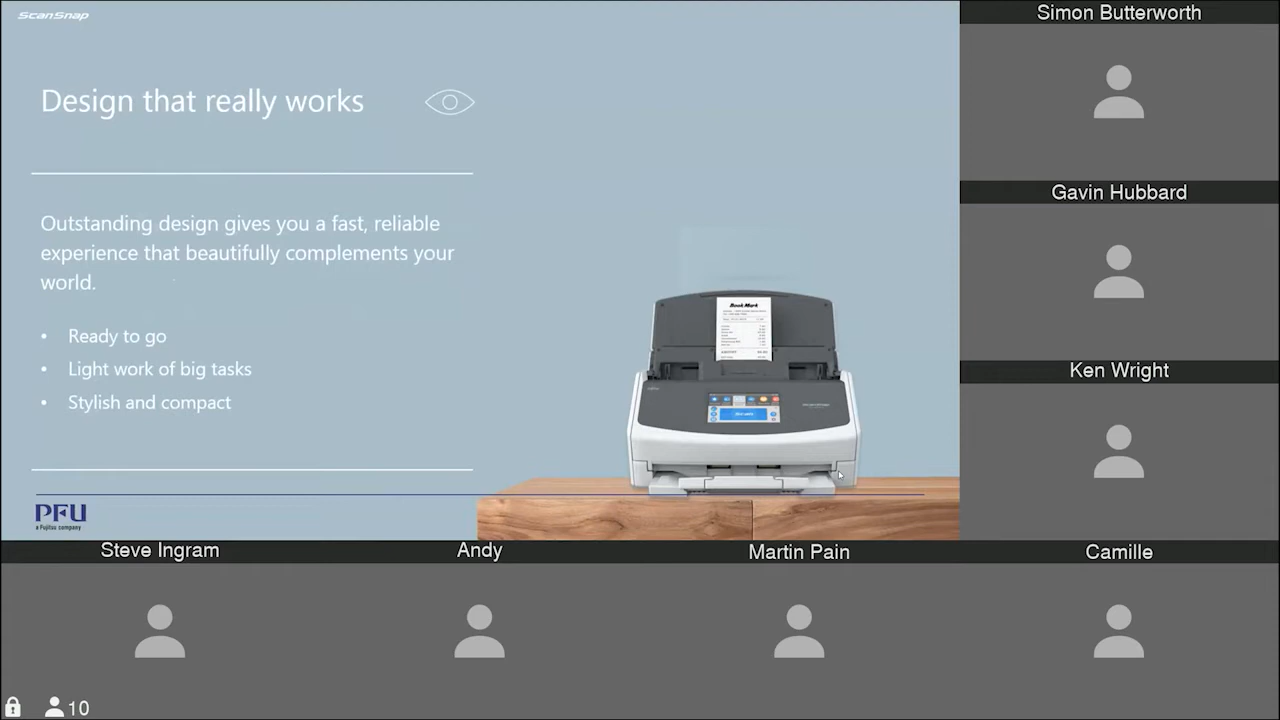 ScanSnap
Design that really works
Outstanding design gives you a fast, reliable
experience that beautifully complements your
world.
• Ready to go
• Light work of big tasks
• Stylish and compact
PFU
a Fujitsu company
Book Mark
Scan
Simon Butterworth
Gavin Hubbard
Ken Wright
Steve Ingram
Andy
Martin Pain
Camille
10